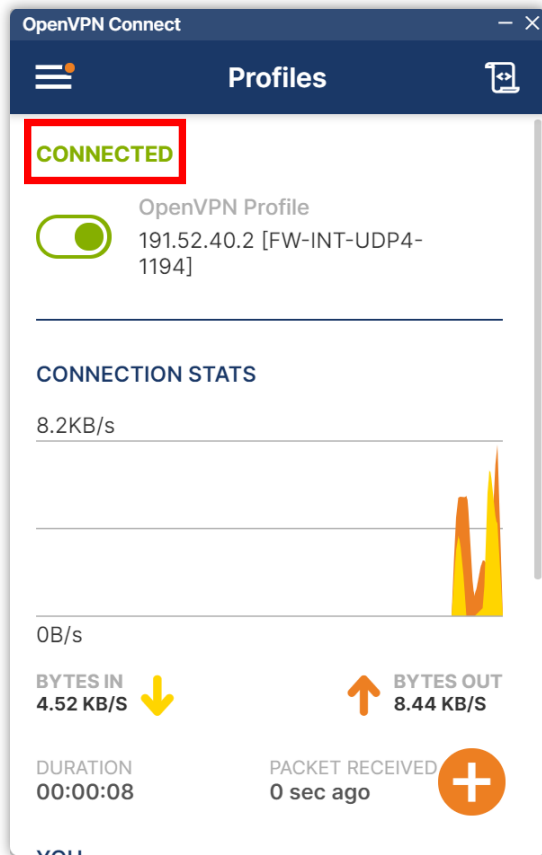 OpenVPN Connect
Profiles
CONNECTED
OpenVPN Profile
191.52.40.2 [FW-INT-UDP4-
1194]
CONNECTION STATS
8.2KB/s
0B/s
BYTES IN
4.52 KB/S
BYTES OUT
8.44 KB/S
DURATION
00:00:08
PACKET RECEIVED
0 sec ago
YOU